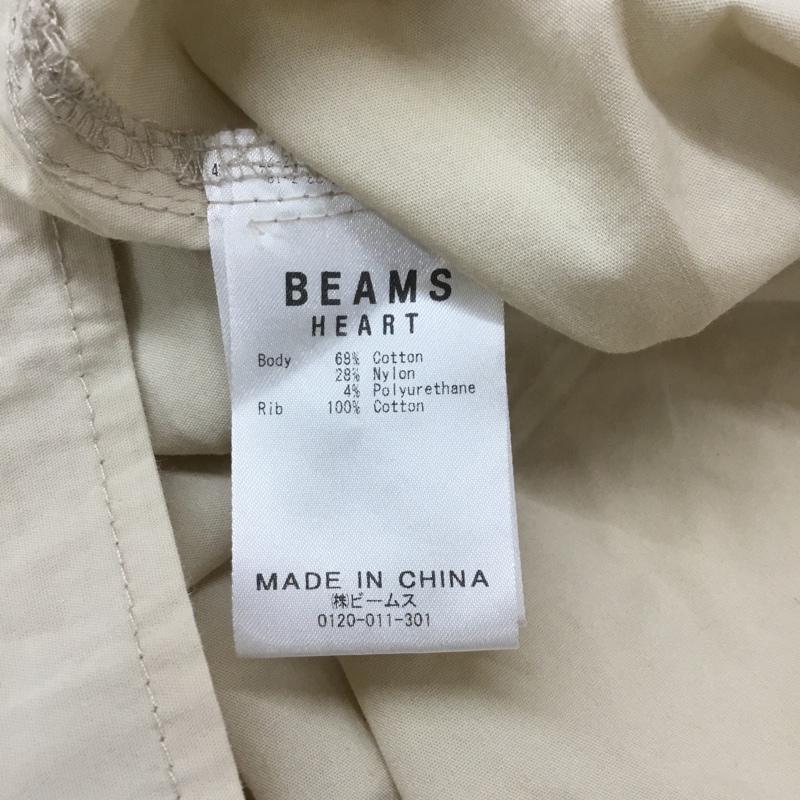 BEAMS
HEART
Body 68% Cotton
28% Nylon
4% Polyurethane
Rib 100% Cotton
MADE IN CHINA
㈱ビームス
0120-011-301